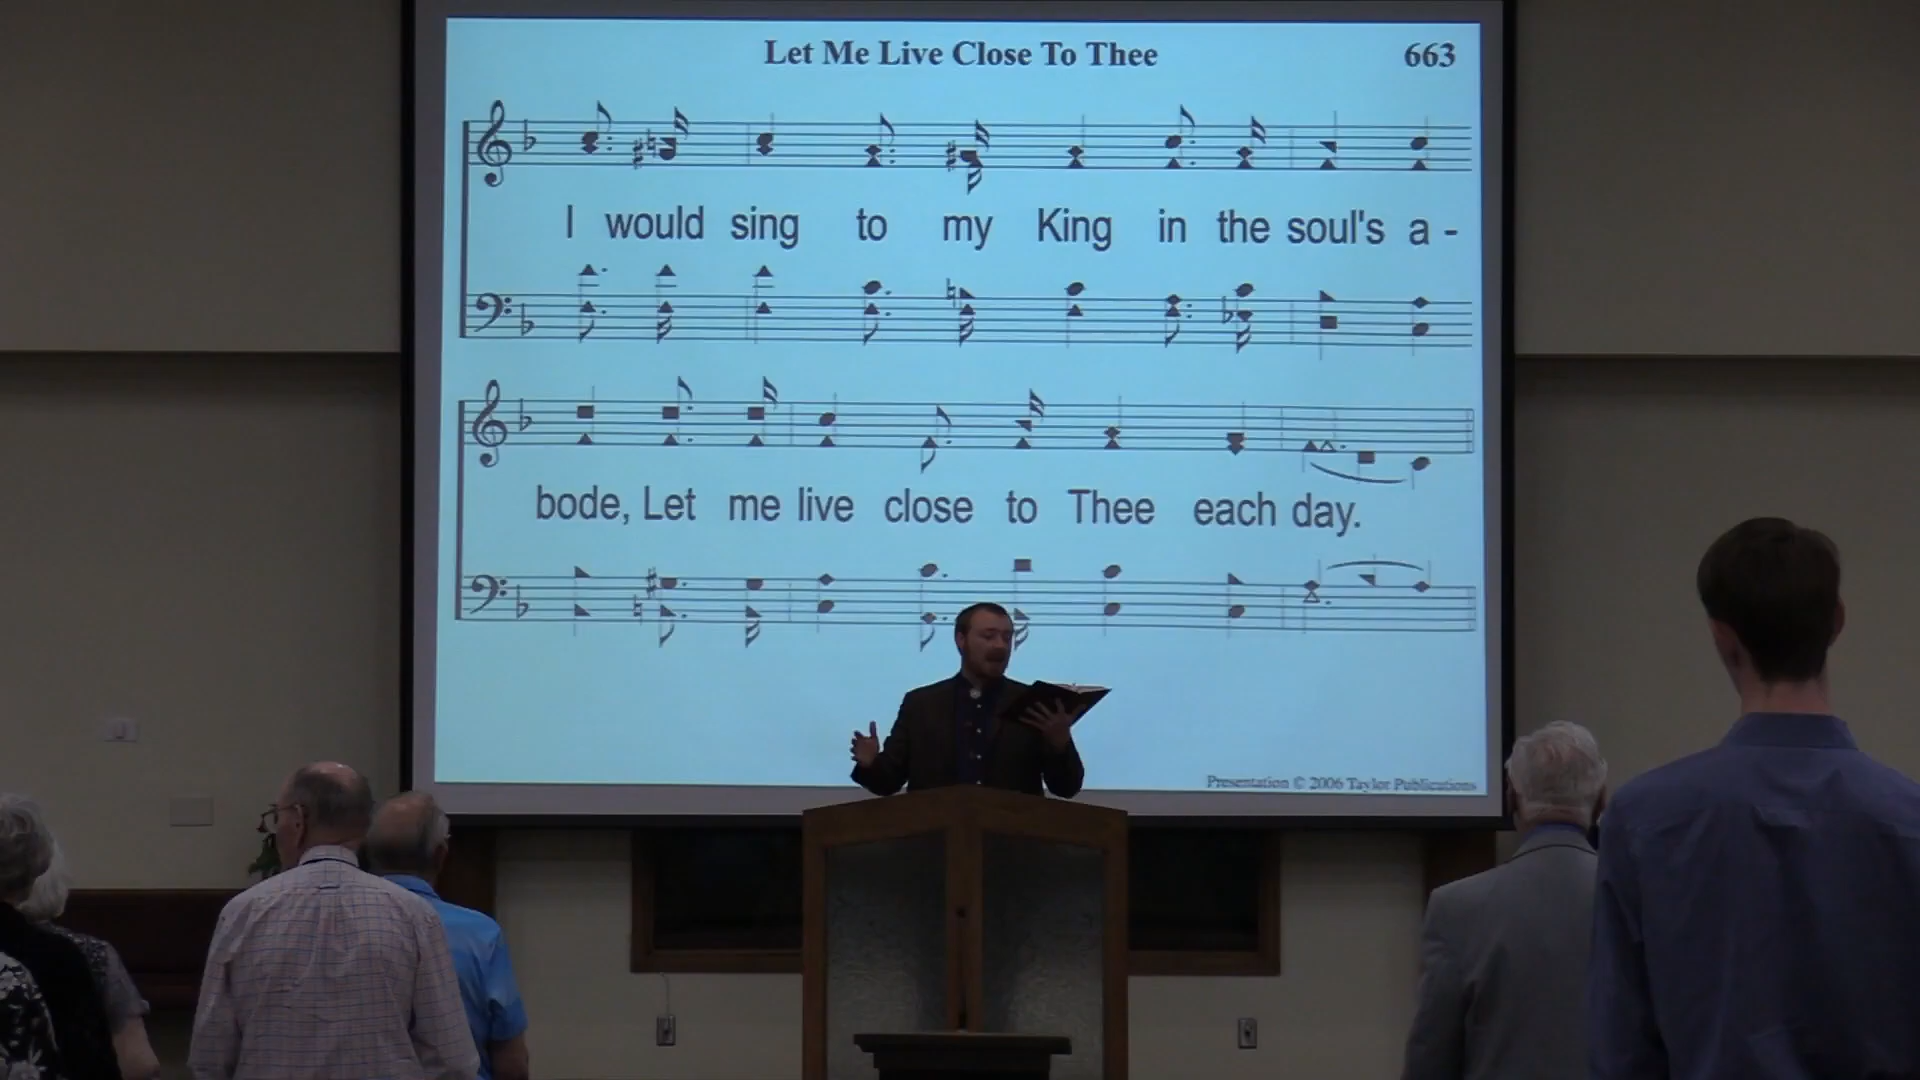 Let Me Live Close To Thee 663
I would sing to my King in the soul's a -
bode, Let me live close to Thee each day.
Presentation © 2006 Taylor Publications